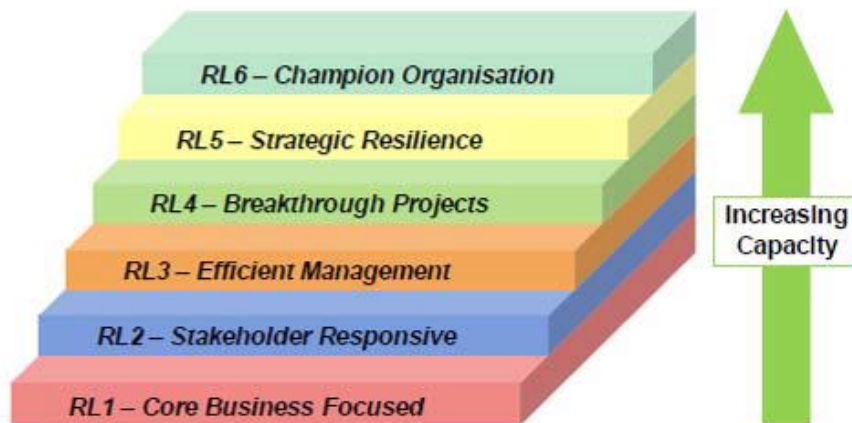 RL6 – Champion Organisation
RL5 – Strategic Resilience
RL4 – Breakthrough Projects
RL3 – Efficient Management
RL2 – Stakeholder Responsive
RL1 – Core Business Focused
Increasing
Capacity